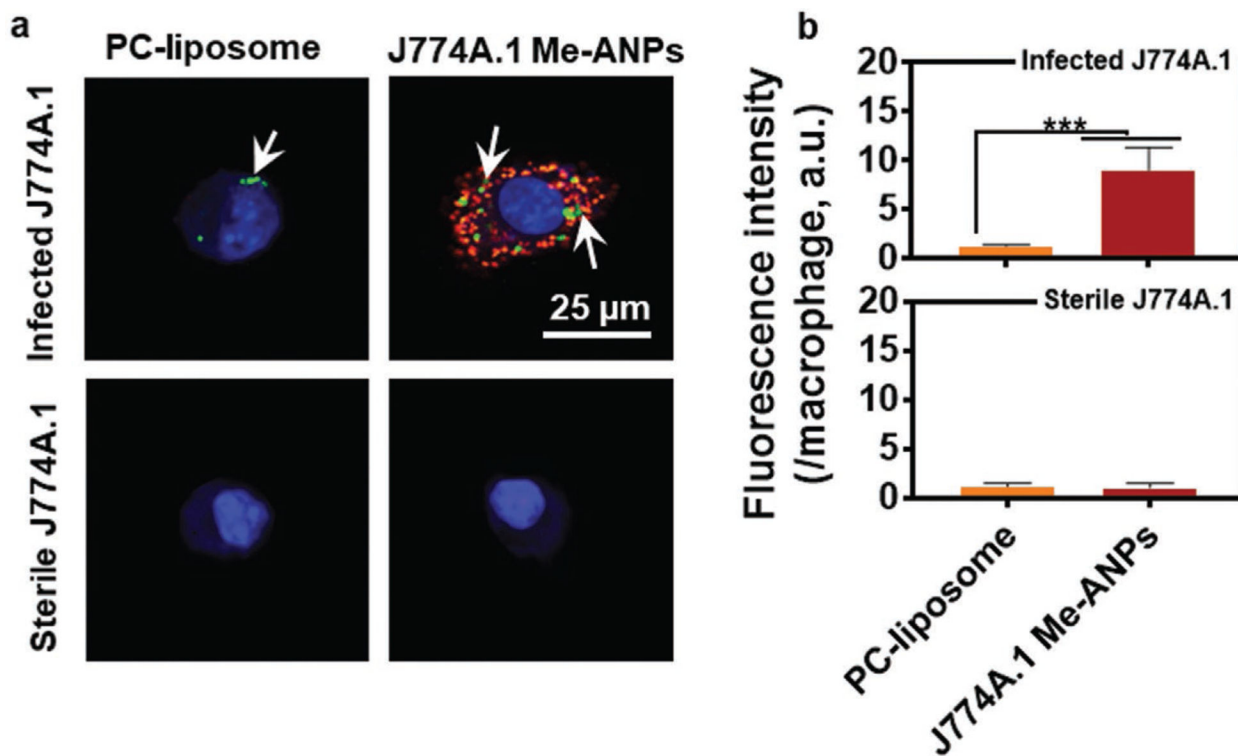 a
PC-liposome
J774A.1 Me-ANPs
Infected J774A.1
25 µm
Sterile J774A.1
b
Fluorescence intensity
(/macrophage, a.u.)
20
Infected J774A.1
15
***
10
5
0
20
Sterile J774A.1
15
10
5
0
PC-liposome
J774A.1 Me-ANPs